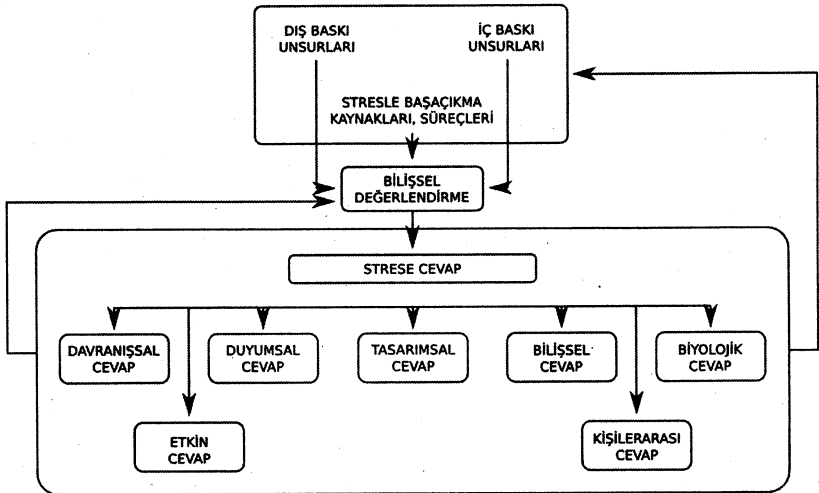 DIŞ BASKI
UNSURLARI
İÇ BASKI
UNSURLARI
STRESLE BAŞAÇIKMA
KAYNAKLARI, SÜREÇLERİ
BİLİŞSEL
DEĞERLENDİRME
STRESE CEVAP
DAVRANIŞSAL
CEVAP
DUYUMSAL
CEVAP
TASARIMSAL
CEVAP
BİLİŞSEL
CEVAP
BİYOLOJİK
CEVAP
ETKİN
CEVAP
KİŞİLERARASI
CEVAP